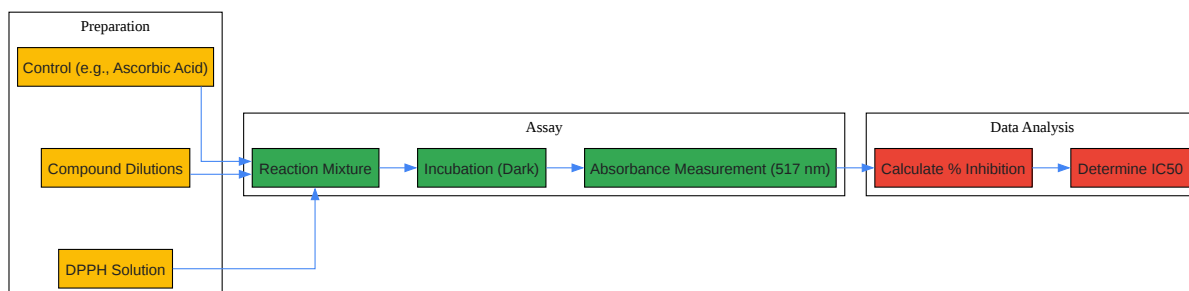 Preparation
Control (e.g., Ascorbic Acid)
Compound Dilutions
DPPH Solution
Assay
Reaction Mixture
Incubation (Dark)
Absorbance Measurement (517 nm)
Data Analysis
Calculate % Inhibition
Determine IC50